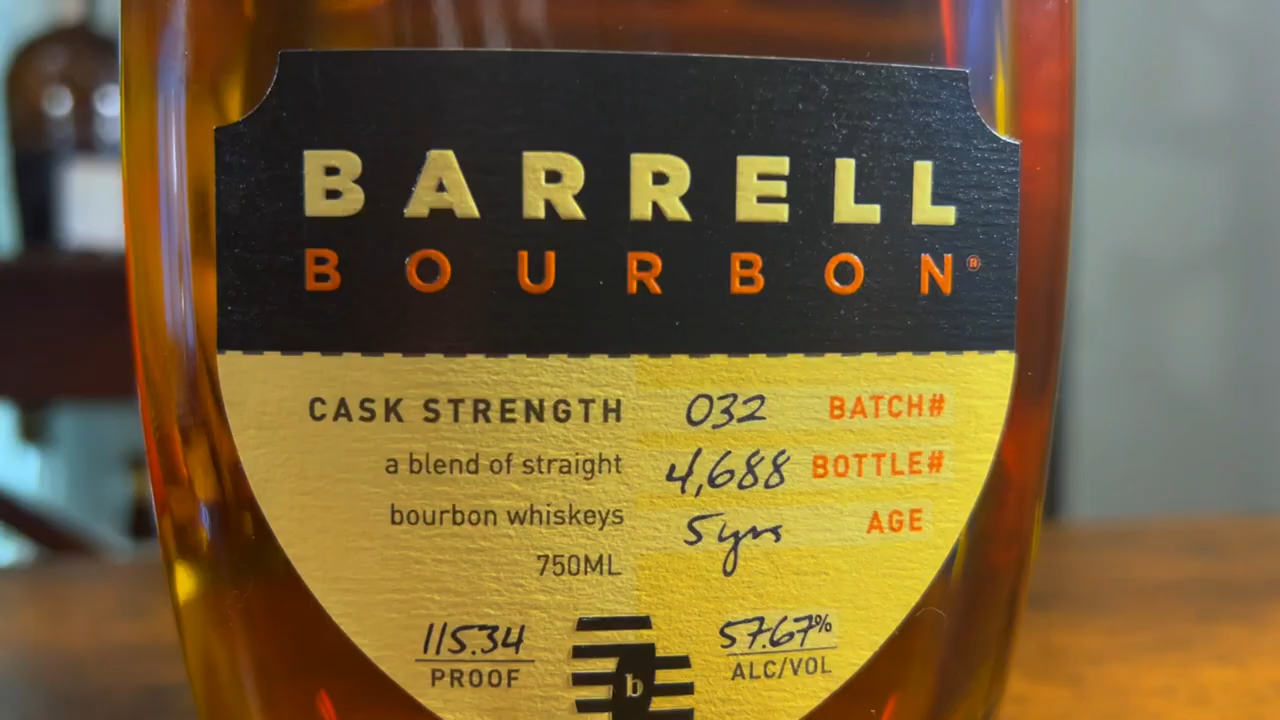 BARRELL
BOURBON®
CASK STRENGTH 032 BATCH#
a blend of straight 4,688 BOTTLE#
bourbon whiskeys 5 yrs AGE
750ML
115.34 57.67%
PROOF b ALC/VOL